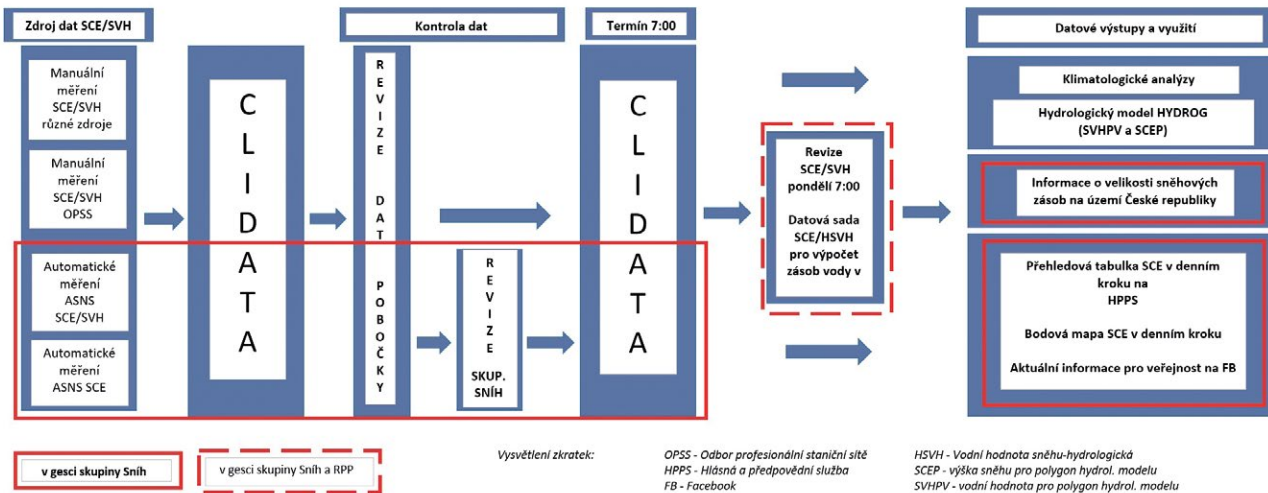 Zdroj dat SCE/SVH
Manuální
měření
SCE/SVH
různé zdroje
Manuální
měření
SCE/SVH
OPSS
Automatické
měření
ASNS
SCE/SVH
Automatické
měření
ASNS SCE
CLIDATA
Kontrola dat
REVIZE DAT POBOČKY
REVIZE
SKUP.
SNÍH
Termín 7:00
CLIDATA
Revize
SCE/SVH
pondělí 7:00
Datová sada
SCE/HSVH
pro výpočet
zásob vody v
Datové výstupy a využití
Klimatologické analýzy
Hydrologický model HYDROG
(SVHPV a SCEP)
Informace o velikosti sněhových
zásob na území České republiky
Přehledová tabulka SCE v denním
kroku na
HPPS
Bodová mapa SCE v denním kroku
Aktuální informace pro veřejnost na FB
v gesci skupiny Sníh
v gesci skupiny Sníh a RPP
Vysvětlení zkratek:
OPSS - Odbor profesionální staniční sítě
HPPS - Hlásná a předpovědní služba
FB - Facebook
HSVH - Vodní hodnota sněhu-hydrologická
SCEP - výška sněhu pro polygon hydrol. modelu
SVHPV - vodní hodnota pro polygon hydrol. modelu